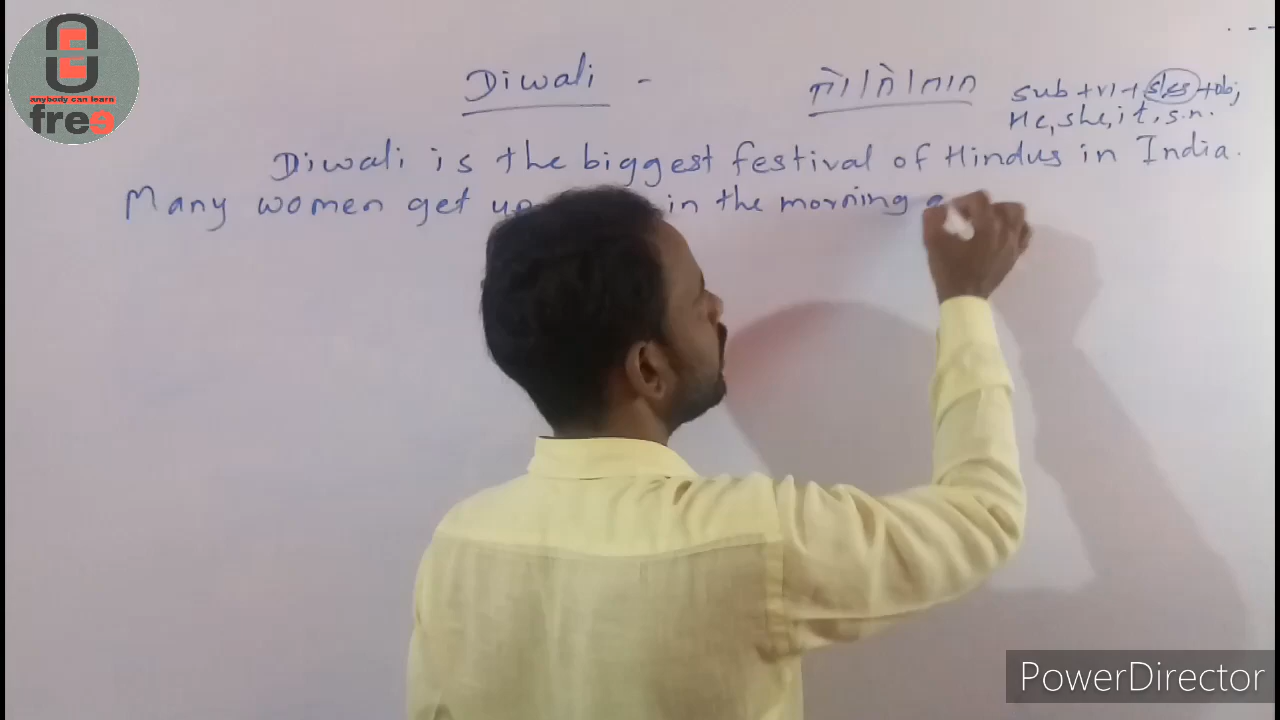 anybody can learn
free
Diwali -
sub + v1 + s/es + obj
He, she, it, s.n.
Diwali is the biggest festival of Hindus in India.
Many women get up in the morning
PowerDirector